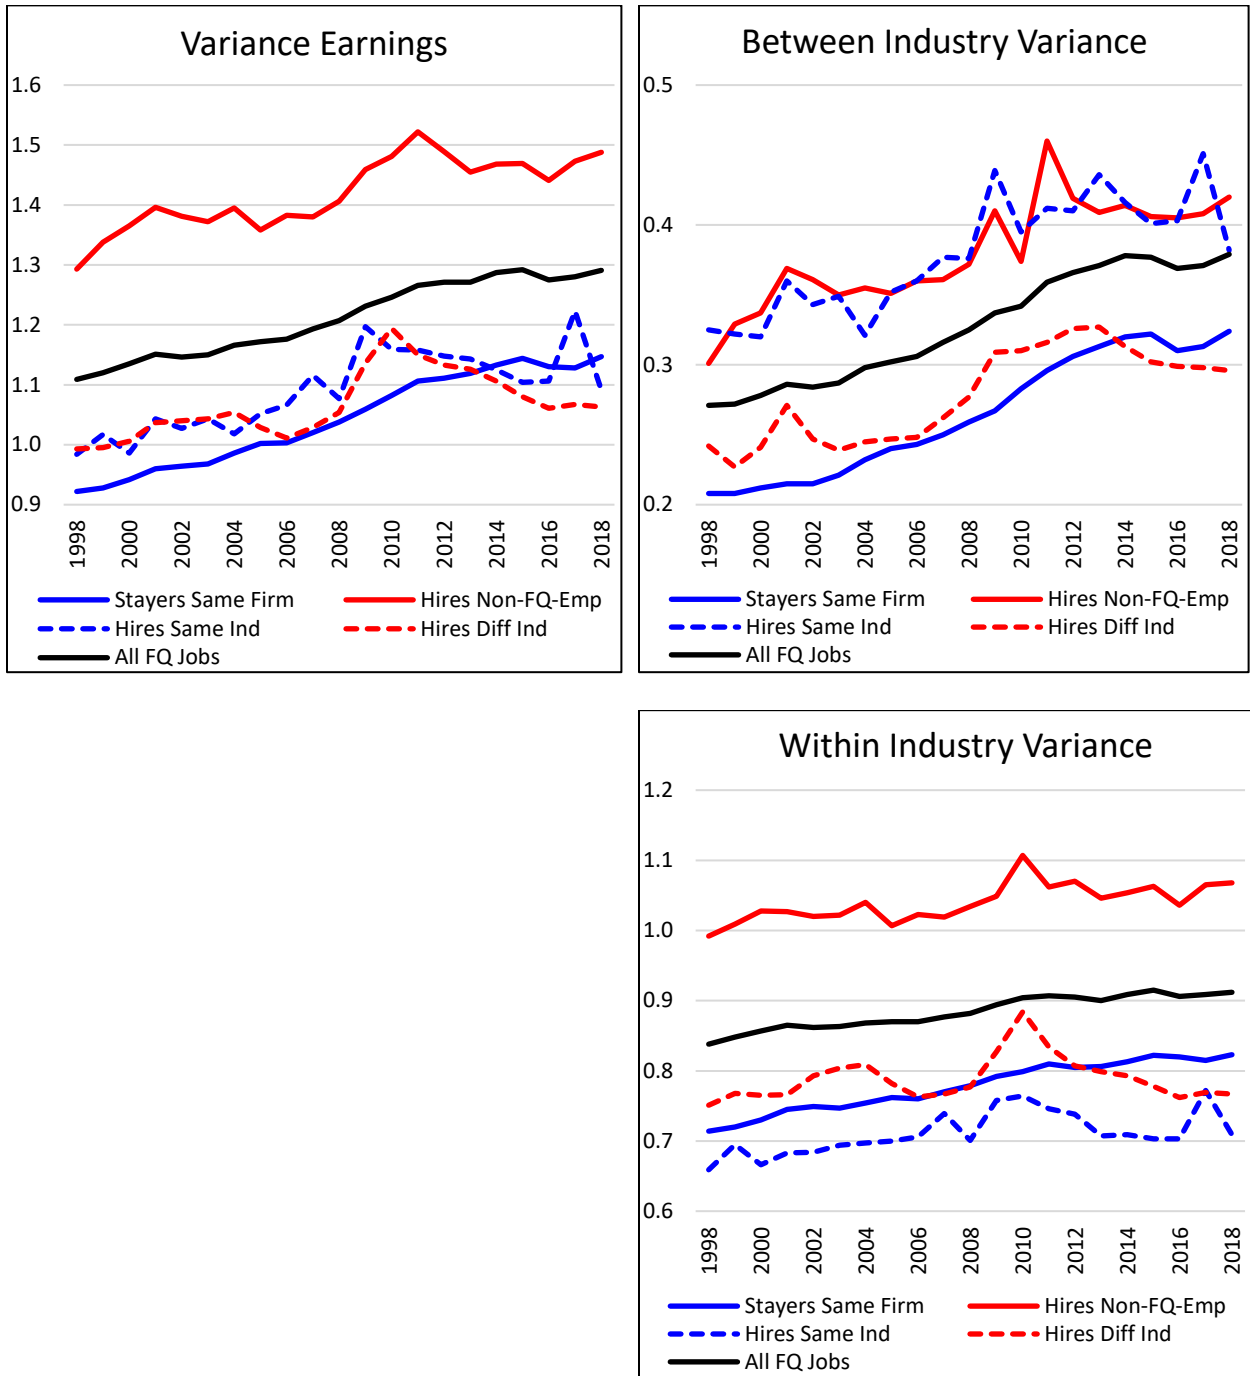 Variance Earnings
1.6
1.5
1.4
1.3
1.2
1.1
1.0
0.9
1998 2000 2002 2004 2006 2008 2010 2012 2014 2016 2018
Stayers Same Firm Hires Non-FQ-Emp
Hires Same Ind Hires Diff Ind
All FQ Jobs
Between Industry Variance
0.5
0.4
0.3
0.2
1998 2000 2002 2004 2006 2008 2010 2012 2014 2016 2018
Stayers Same Firm Hires Non-FQ-Emp
Hires Same Ind Hires Diff Ind
All FQ Jobs
Within Industry Variance
1.2
1.1
1.0
0.9
0.8
0.7
0.6
1998 2000 2002 2004 2006 2008 2010 2012 2014 2016 2018
Stayers Same Firm Hires Non-FQ-Emp
Hires Same Ind Hires Diff Ind
All FQ Jobs